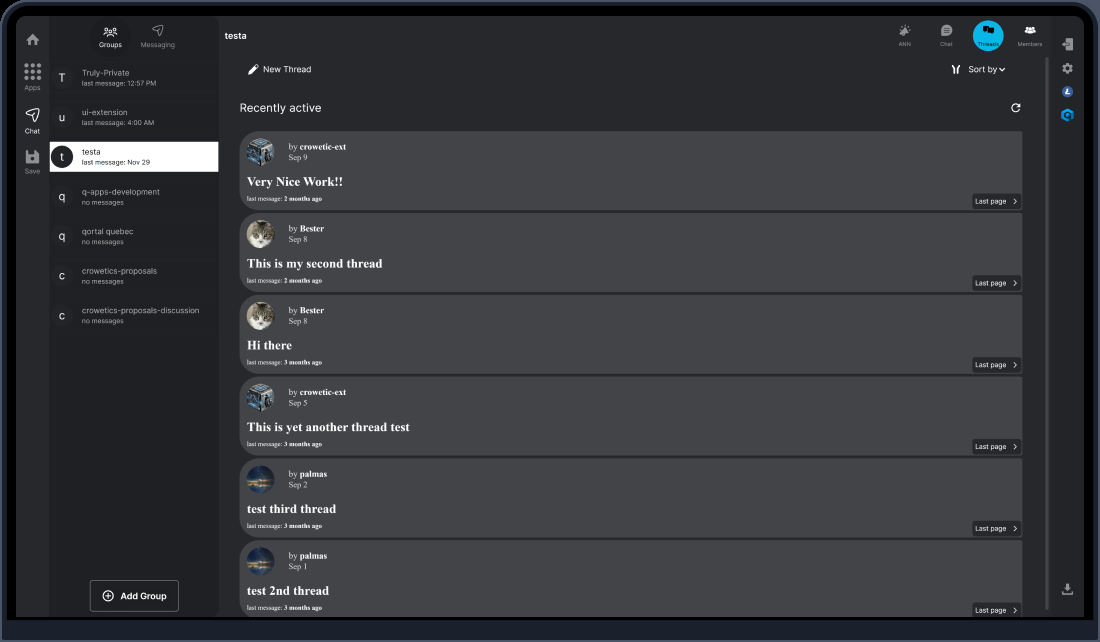 Groups
Messaging
testa
ANN
Chat
Threads
Members
Apps
Chat
Save
T
Truly-Private
last message: 12:57 PM
u
ui-extension
last message: 4:00 AM
t
testa
last message: Nov 29
q
q-apps-development
no messages
q
qortal quebec
no messages
c
crowetics-proposals
no messages
c
crowetics-proposals-discussion
no messages
Add Group
New Thread
Sort by
Recently active
by crowetic-ext
Sep 9
Very Nice Work!!
last message: 2 months ago
Last page
by Bester
Sep 8
This is my second thread
last message: 2 months ago
Last page
by Bester
Sep 8
Hi there
last message: 3 months ago
Last page
by crowetic-ext
Sep 5
This is yet another thread test
last message: 3 months ago
Last page
by palmas
Sep 2
test third thread
last message: 3 months ago
Last page
by palmas
Sep 1
test 2nd thread
last message: 3 months ago
Last page